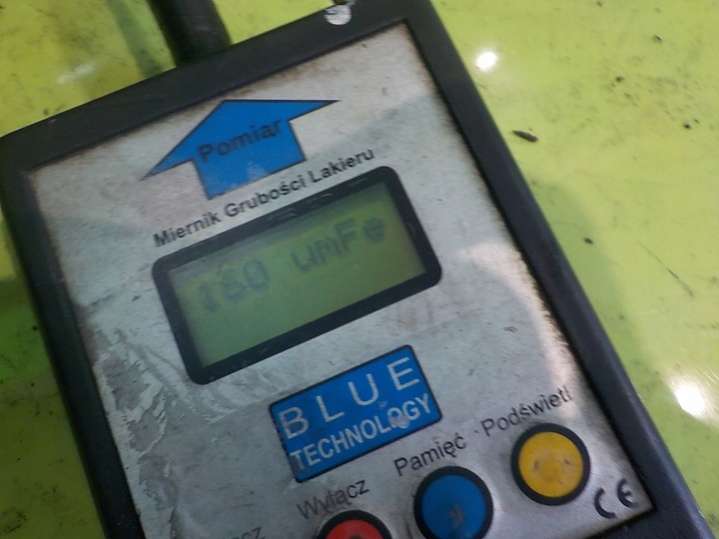 Pomiar
Miernik Grubości Lakieru
160 umFe
BLUE
TECHNOLOGY
Wyłącz
Pamięć
Podświetl
CE